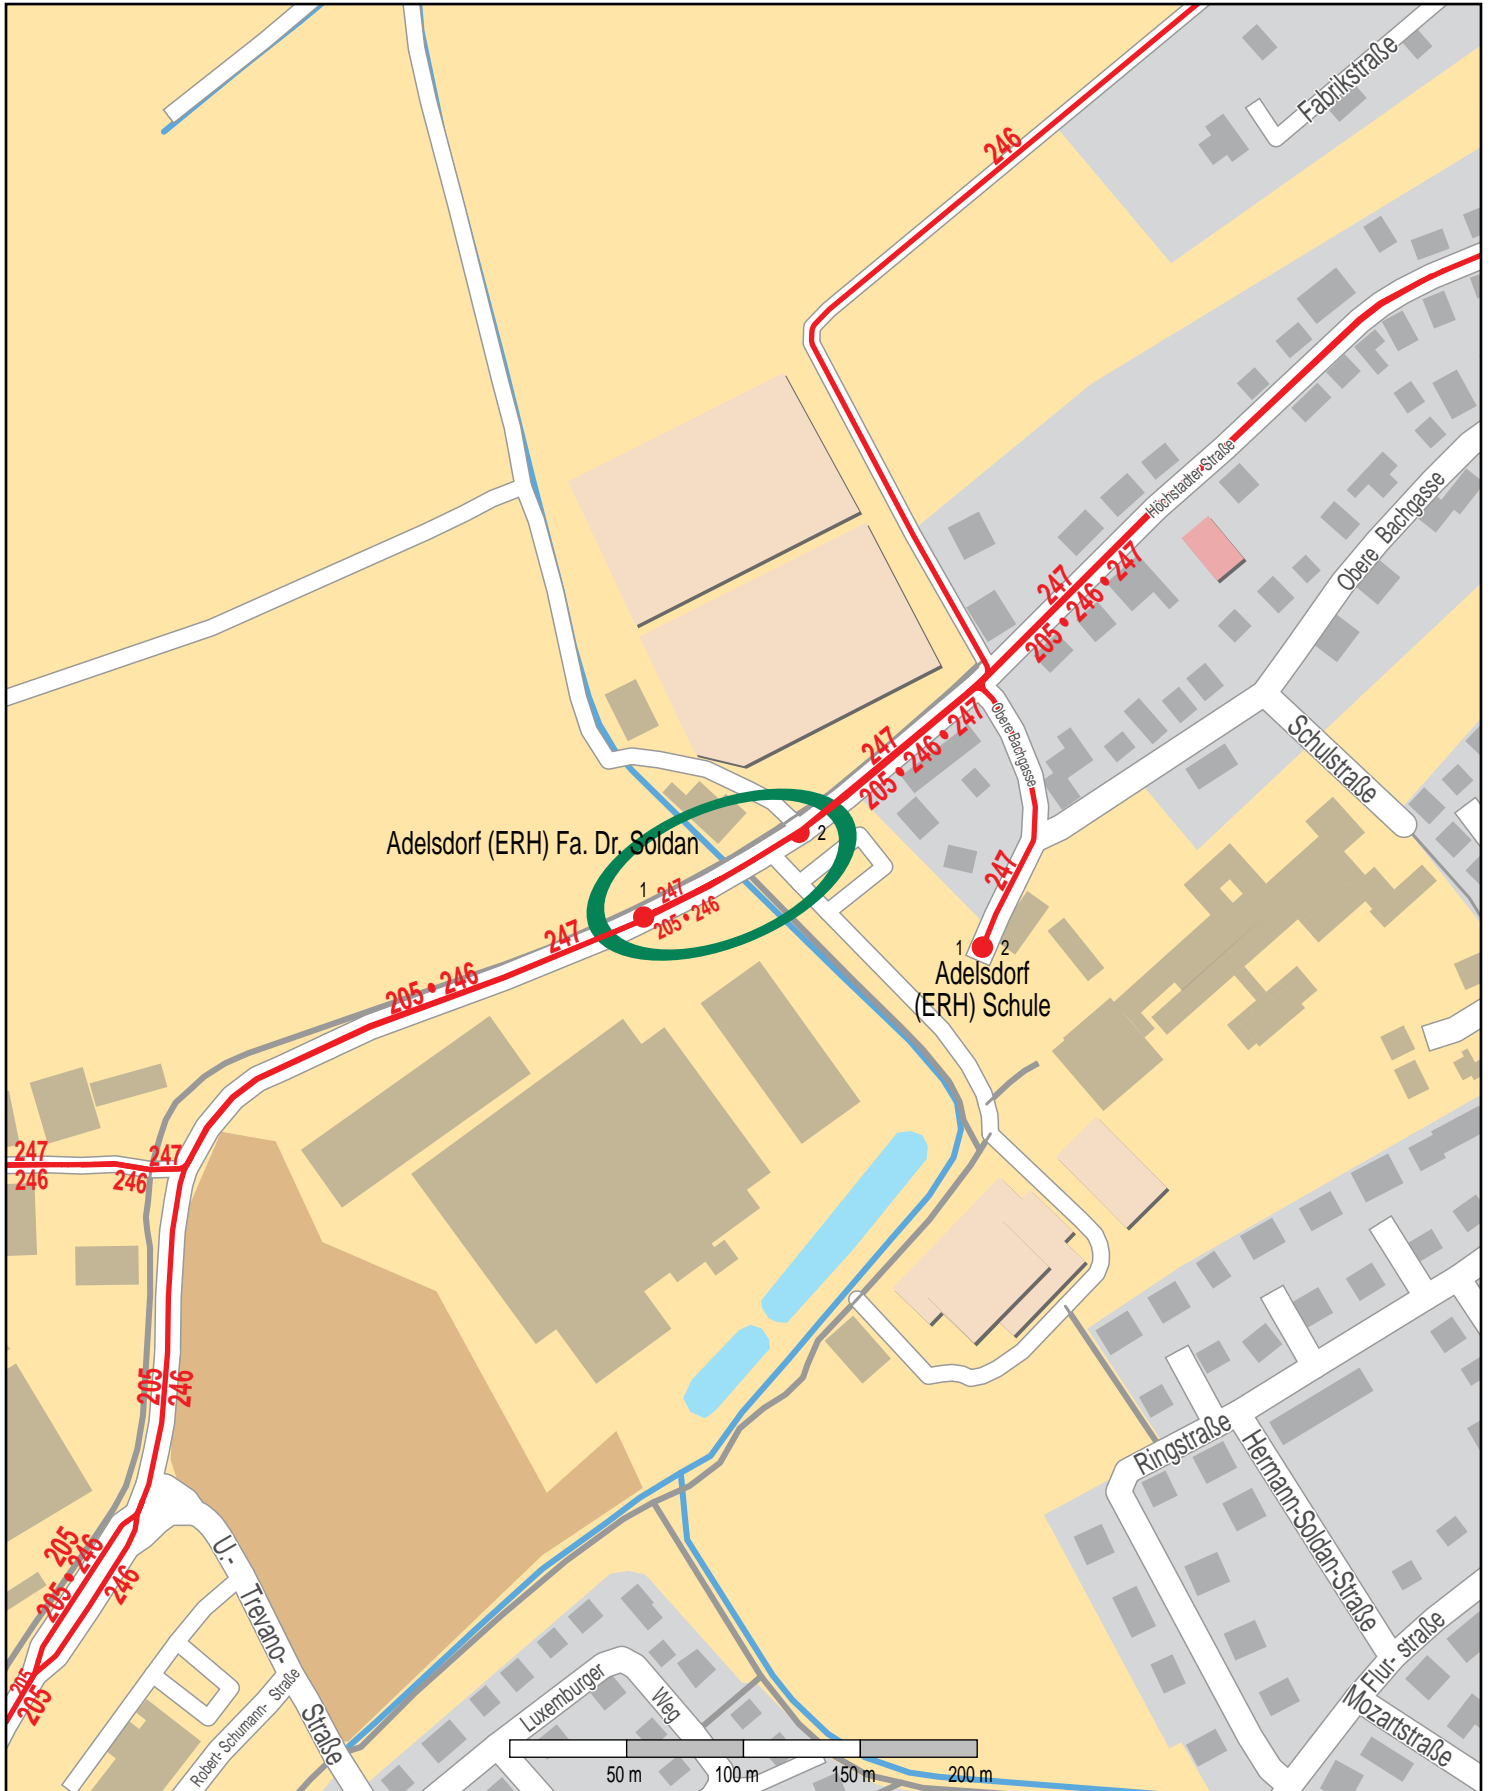 Fabrikstraße
246
Höchstadter Straße
Obere Bachgasse
247
205 • 246 • 247
Schulstraße
Obere Bachgasse
247
205 • 246 • 247
Adelsdorf (ERH) Fa. Dr. Soldan
2
1
247
205 • 246
247
247
1
2
Adelsdorf
(ERH) Schule
205 • 246
247
246
247
246
205
246
Ringstraße
Hermann-Soldan-Straße
205
205 • 246
246
U.- Trevano- Straße
Flur- straße
Mozartstraße
205
205
Robert- Schumann- Straße
Luxemburger Weg
50 m
100 m
150 m
200 m